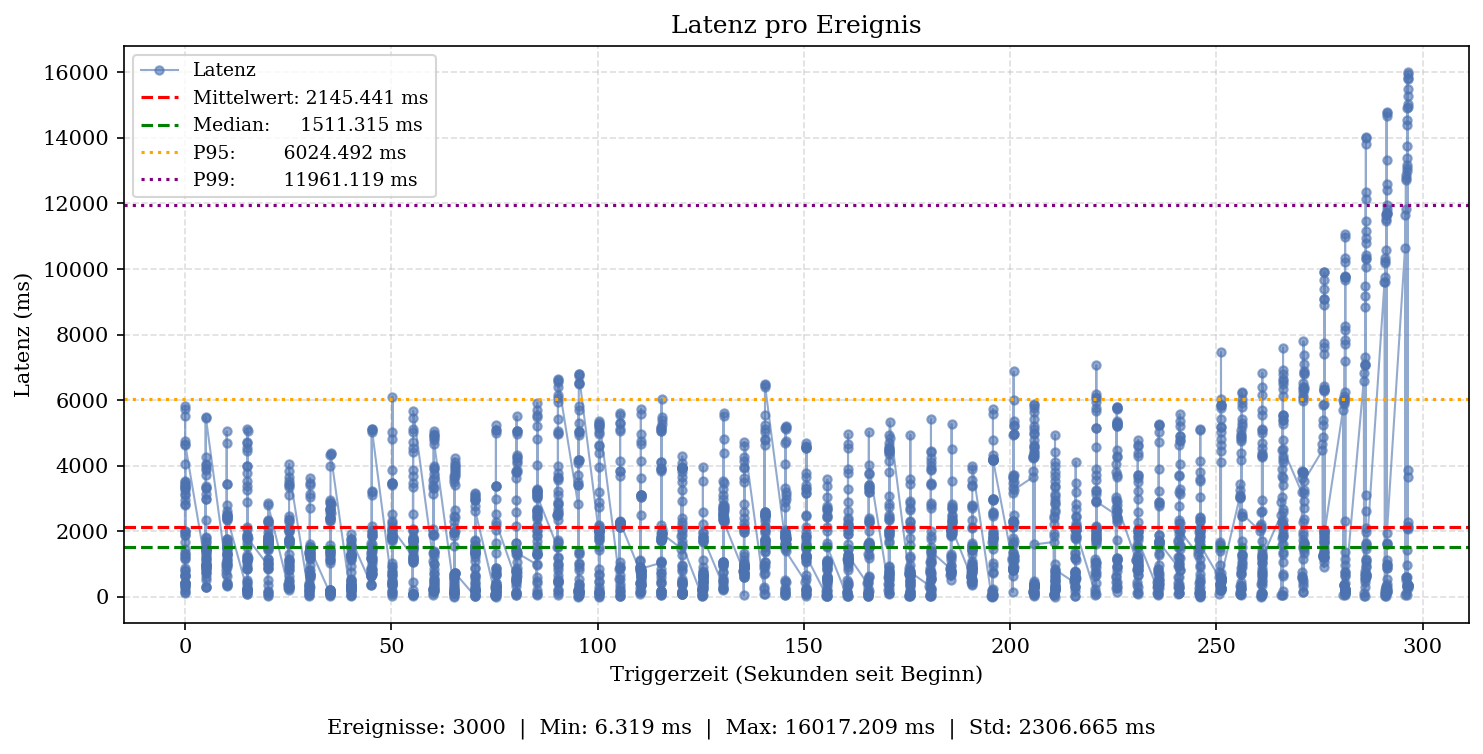 Latenz pro Ereignis
Latenz
Mittelwert: 2145.441 ms
Median: 1511.315 ms
P95: 6024.492 ms
P99: 11961.119 ms
16000
14000
12000
10000
8000
6000
4000
2000
0
Latenz (ms)
0 50 100 150 200 250 300
Triggerzeit (Sekunden seit Beginn)
Ereignisse: 3000 | Min: 6.319 ms | Max: 16017.209 ms | Std: 2306.665 ms